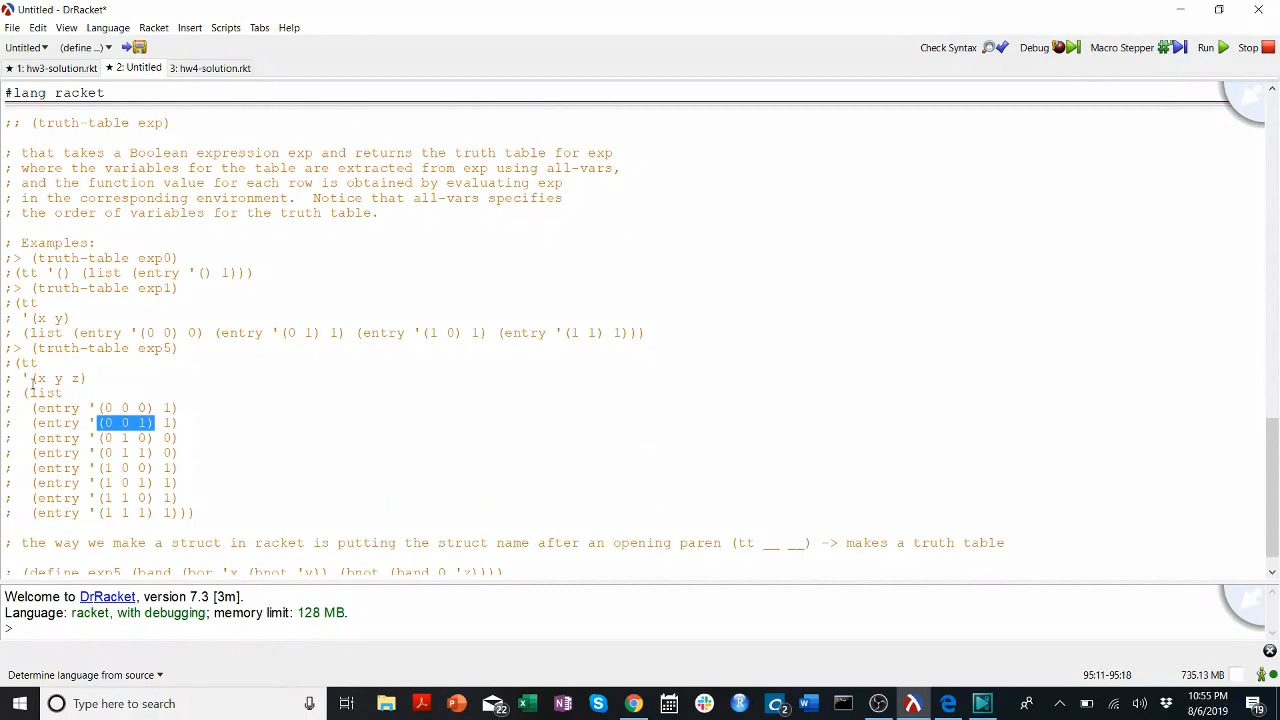 Untitled - DrRacket*
File Edit View Language Racket Insert Scripts Tabs Help
Untitled▾ (define ...)▾ Check Syntax Debug Macro Stepper Run Stop
★ 1: hw3-solution.rkt ★ 2: Untitled 3: hw4-solution.rkt
#lang racket
;; (truth-table exp)
; that takes a Boolean expression exp and returns the truth table for exp
; where the variables for the table are extracted from exp using all-vars,
; and the function value for each row is obtained by evaluating exp
; in the corresponding environment.  Notice that all-vars specifies
; the order of variables for the truth table.
; Examples:
;> (truth-table exp0)
;(tt '() (list (entry '() 1)))
;> (truth-table exp1)
;(tt
; '(x y)
; (list (entry '(0 0) 0) (entry '(0 1) 1) (entry '(1 0) 1) (entry '(1 1) 1)))
;> (truth-table exp5)
;(tt
; '(x y z)
; (list
;  (entry '(0 0 0) 1)
;  (entry '(0 0 1) 1)
;  (entry '(0 1 0) 0)
;  (entry '(0 1 1) 0)
;  (entry '(1 0 0) 1)
;  (entry '(1 0 1) 1)
;  (entry '(1 1 0) 1)
;  (entry '(1 1 1) 1)))
; the way we make a struct in racket is putting the struct name after an opening paren (tt __ __) -> makes a truth table
; (define exp5 (band (bor 'x (bnot 'y)) (bnot (band 0 'z))))
Welcome to DrRacket, version 7.3 [3m].
Language: racket, with debugging; memory limit: 128 MB.
>
Determine language from source▾ 95:11-95:18 735.13 MB
Type here to search 10:55 PM
8/6/2019
22 2 19